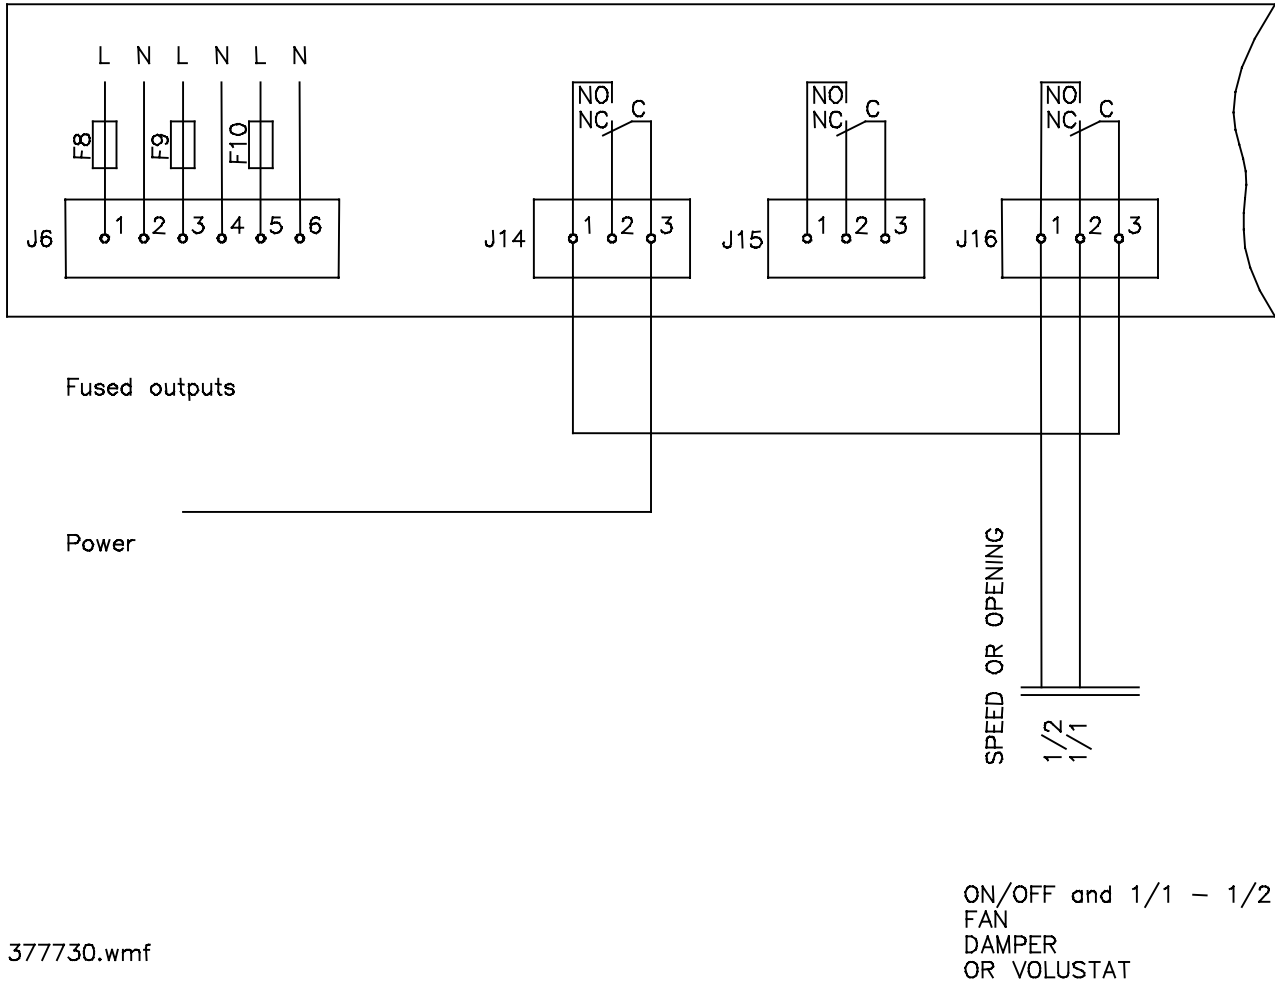 L N L N L N
NO
NC C
NO
NC C
NO
NC C
F8 F9 F10
J6 1 2 3 4 5 6
J14 1 2 3
J15 1 2 3
J16 1 2 3
Fused outputs
Power
SPEED OR OPENING
1/2
1/1
ON/OFF and 1/1 – 1/2
FAN
DAMPER
OR VOLUSTAT
377730.wmf